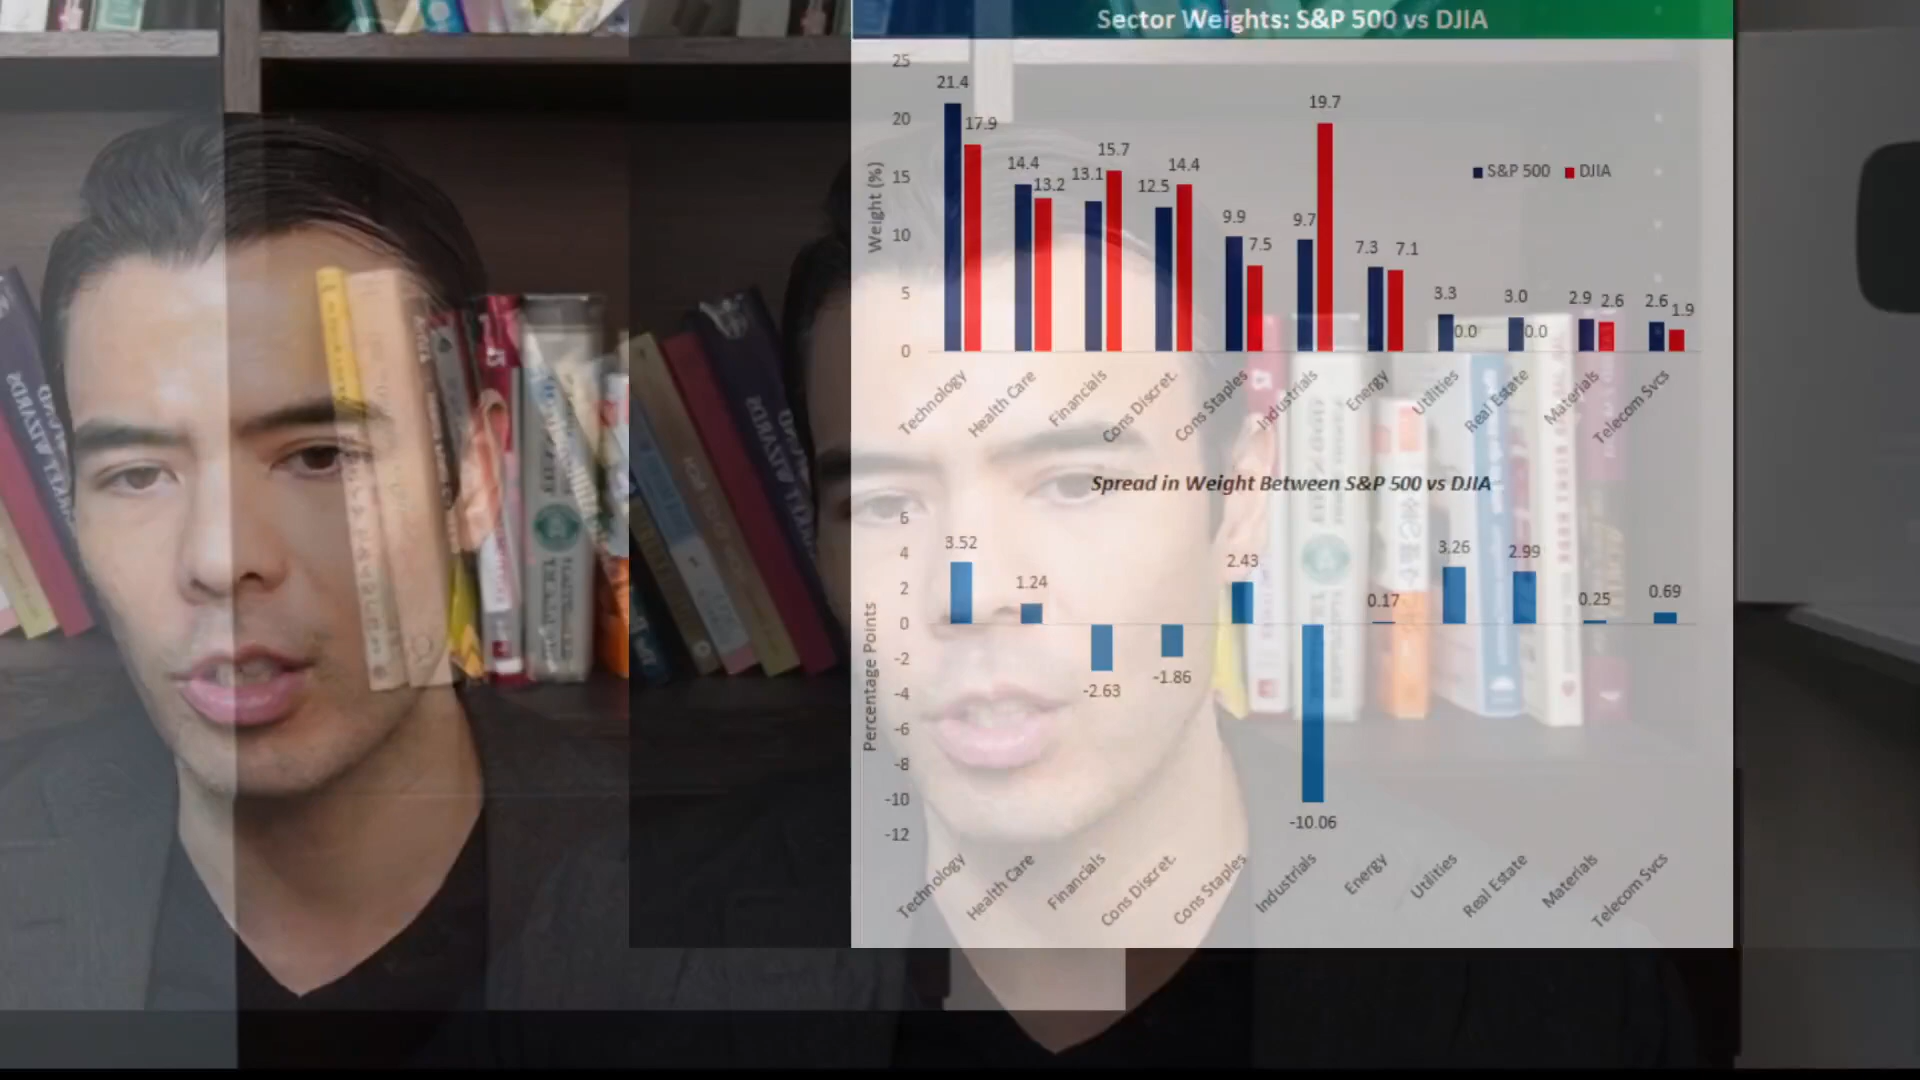 Sector Weights: S&P 500 vs DJIA
Weight (%)
25
20
15
10
5
0
S&P 500 DJIA
21.4 17.9
14.4 13.2
13.1 15.7
12.5 14.4
9.9 7.5
9.7 19.7
7.3 7.1
3.3 0.0
3.0 0.0
2.9 2.6
2.6 1.9
Technology
Health Care
Financials
Cons Discret.
Cons Staples
Industrials
Energy
Utilities
Real Estate
Materials
Telecom Svcs
Spread in Weight Between S&P 500 vs DJIA
Percentage Points
6
4
2
0
-2
-4
-6
-8
-10
-12
3.52
1.24
-2.63
-1.86
2.43
-10.06
0.17
3.26
2.99
0.25
0.69
Technology
Health Care
Financials
Cons Discret.
Cons Staples
Industrials
Energy
Utilities
Real Estate
Materials
Telecom Svcs
MARKET WIZARDS